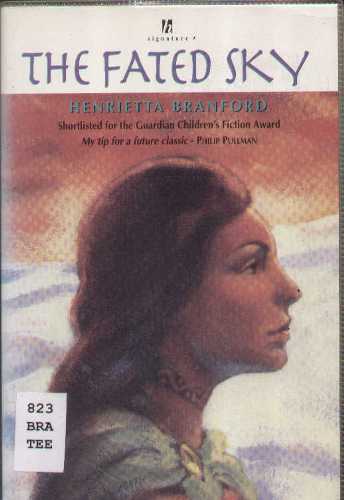 signature
THE FATED SKY
HENRIETTA BRANFORD
Shortlisted for the Guardian Children's Fiction Award
My tip for a future classic - PHILIP PULLMAN
823
BRA
TEE